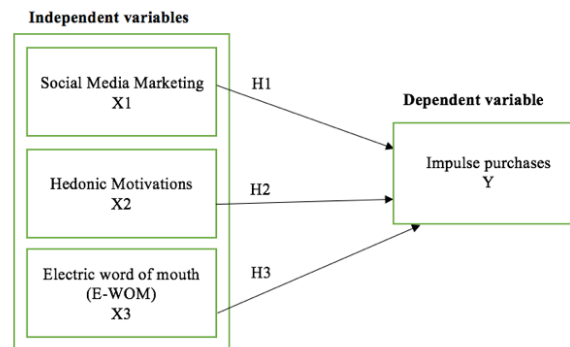 Independent variables
Social Media Marketing
X1
H1
Dependent variable
Hedonic Motivations
X2
H2
Impulse purchases
Y
Electric word of mouth
(E-WOM)
X3
H3